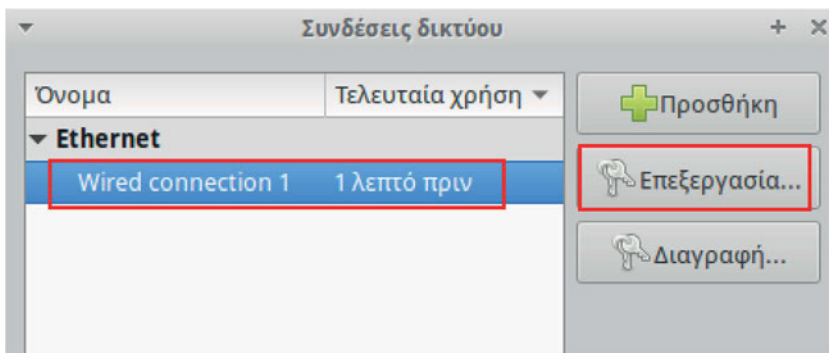 Συνδέσεις δικτύου
Όνομα Τελευταία χρήση
Προσθήκη
Ethernet
Wired connection 1 1 λεπτό πριν
Επεξεργασία...
Διαγραφή...